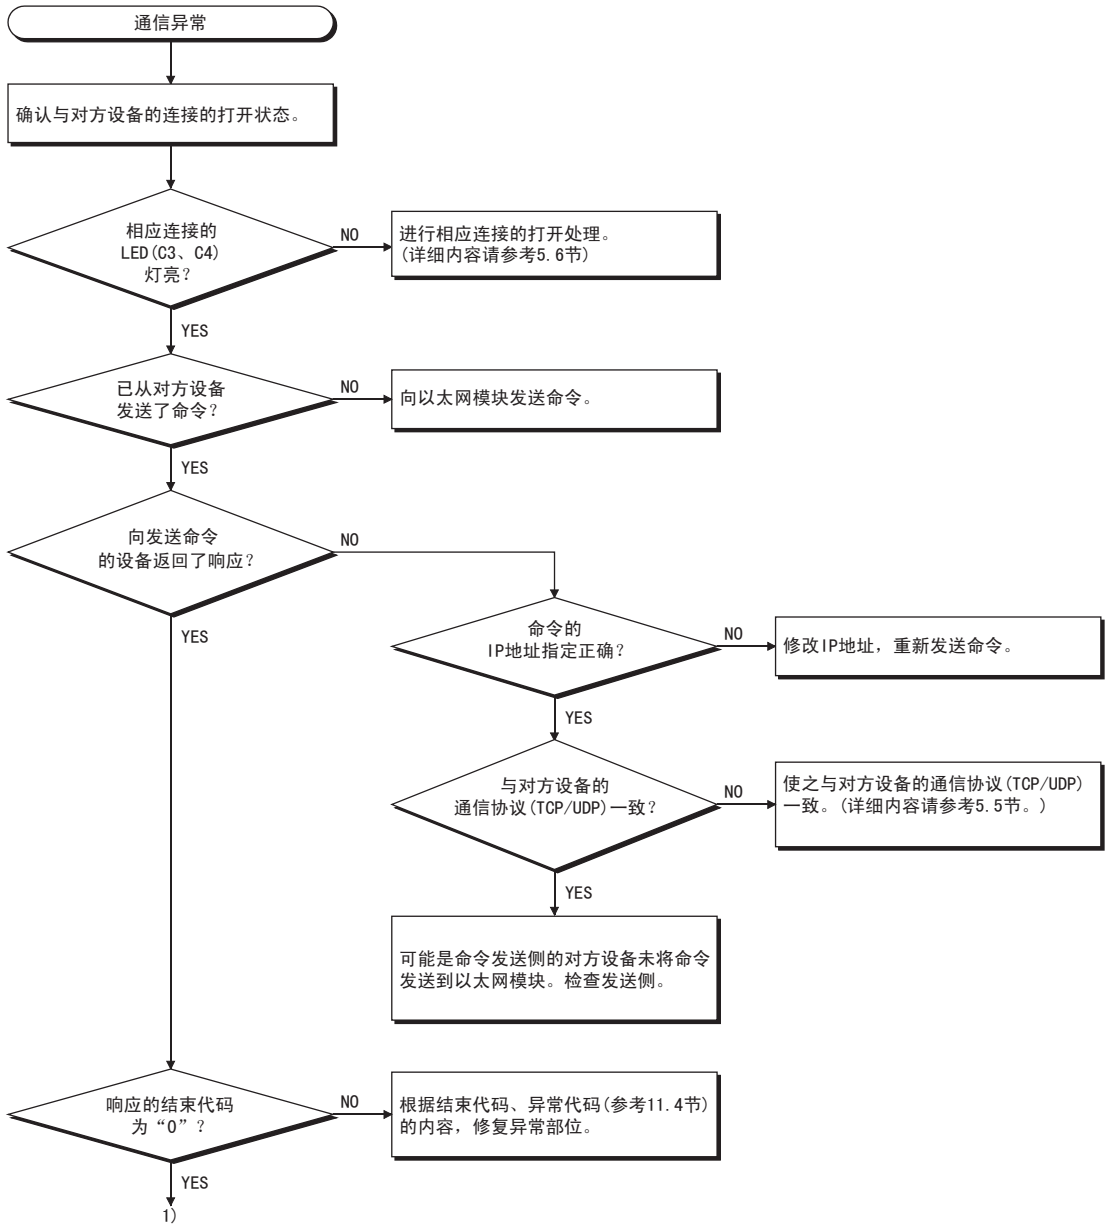 通信异常
确认与对方设备的连接的打开状态。
相应连接的
LED(C3、C4)
灯亮？
NO
进行相应连接的打开处理。
(详细内容请参考5.6节)
YES
已从对方设备
发送了命令？
NO
向以太网模块发送命令。
YES
向发送命令
的设备返回了响应？
NO
YES
命令的
IP地址指定正确？
NO
修改IP地址，重新发送命令。
YES
与对方设备的
通信协议(TCP/UDP)一致？
NO
使之与对方设备的通信协议(TCP/UDP)
一致。(详细内容请参考5.5节。)
YES
可能是命令发送侧的对方设备未将命令
发送到以太网模块。检查发送侧。
响应的结束代码
为“0”？
NO
根据结束代码、异常代码(参考11.4节)
的内容，修复异常部位。
YES
1)